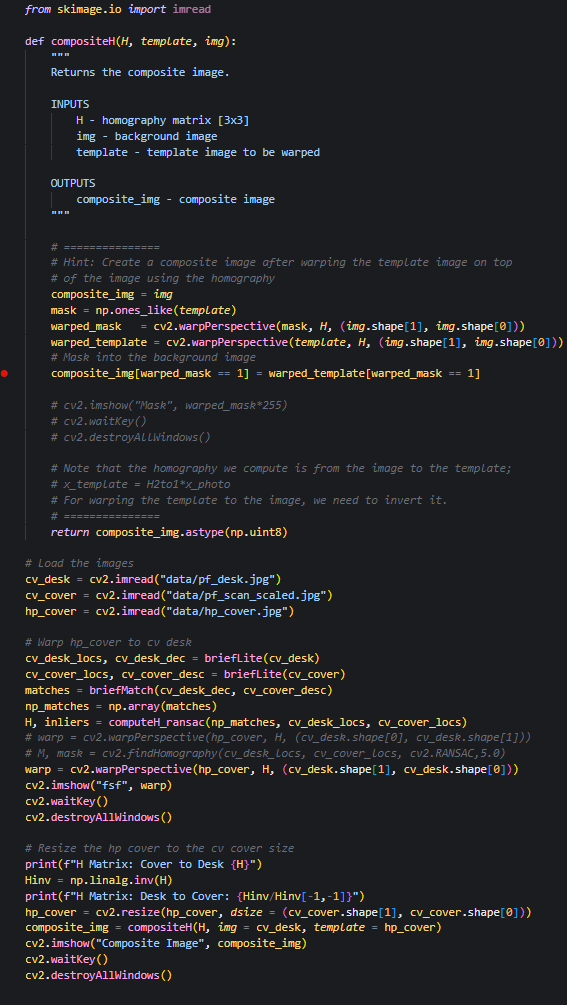 from skimage.io import imread
def compositeH(H, template, img):
"""
Returns the composite image.
INPUTS
H - homography matrix [3x3]
img - background image
template - template image to be warped
OUTPUTS
composite_img - composite image
"""
# ===============
# Hint: Create a composite image after warping the template image on top
# of the image using the homography
composite_img = img
mask = np.ones_like(template)
warped_mask   = cv2.warpPerspective(mask, H, (img.shape[1], img.shape[0]))
warped_template = cv2.warpPerspective(template, H, (img.shape[1], img.shape[0]))
# Mask into the background image
composite_img[warped_mask == 1] = warped_template[warped_mask == 1]
# cv2.imshow("Mask", warped_mask*255)
# cv2.waitKey()
# cv2.destroyAllWindows()
# Note that the homography we compute is from the image to the template;
# x_template = H2to1*x_photo
# For warping the template to the image, we need to invert it.
# ===============
return composite_img.astype(np.uint8)
# Load the images
cv_desk = cv2.imread("data/pf_desk.jpg")
cv_cover = cv2.imread("data/pf_scan_scaled.jpg")
hp_cover = cv2.imread("data/hp_cover.jpg")
# Warp hp_cover to cv desk
cv_desk_locs, cv_desk_dec = briefLite(cv_desk)
cv_cover_locs, cv_cover_desc = briefLite(cv_cover)
matches = briefMatch(cv_desk_dec, cv_cover_desc)
np_matches = np.array(matches)
H, inliers = computeH_ransac(np_matches, cv_desk_locs, cv_cover_locs)
# warp = cv2.warpPerspective(hp_cover, H, (cv_desk.shape[0], cv_desk.shape[1]))
# M, mask = cv2.findHomography(cv_desk_locs, cv_cover_locs, cv2.RANSAC,5.0)
warp = cv2.warpPerspective(hp_cover, H, (cv_desk.shape[1], cv_desk.shape[0]))
cv2.imshow("fsf", warp)
cv2.waitKey()
cv2.destroyAllWindows()
# Resize the hp cover to the cv cover size
print(f"H Matrix: Cover to Desk {H}")
Hinv = np.linalg.inv(H)
print(f"H Matrix: Desk to Cover: {Hinv/Hinv[-1,-1]}")
hp_cover = cv2.resize(hp_cover, dsize = (cv_cover.shape[1], cv_cover.shape[0]))
composite_img = compositeH(H, img = cv_desk, template = hp_cover)
cv2.imshow("Composite Image", composite_img)
cv2.waitKey()
cv2.destroyAllWindows()